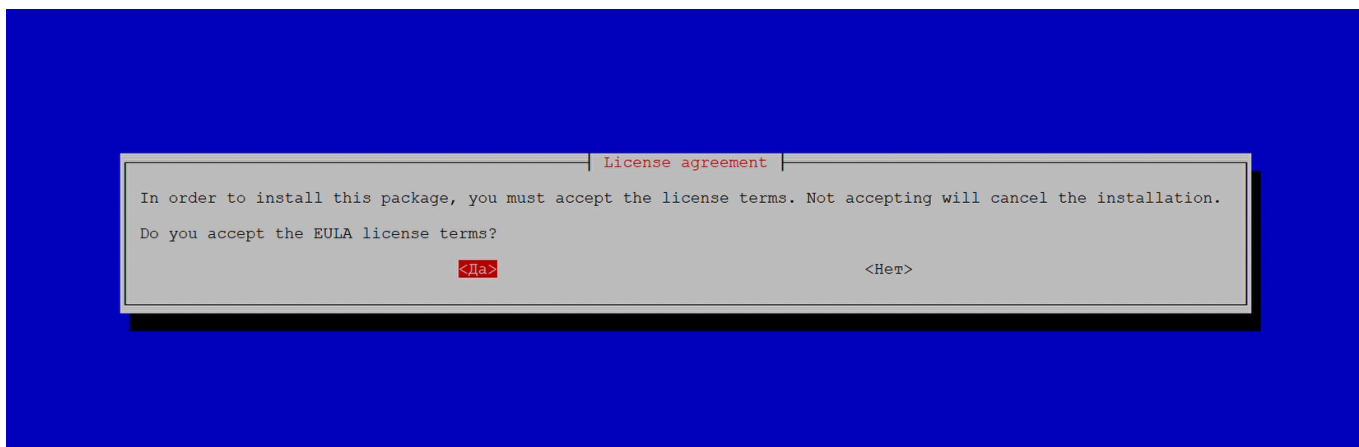 License agreement
In order to install this package, you must accept the license terms. Not accepting will cancel the installation.
Do you accept the EULA license terms?
<Да> <Нет>